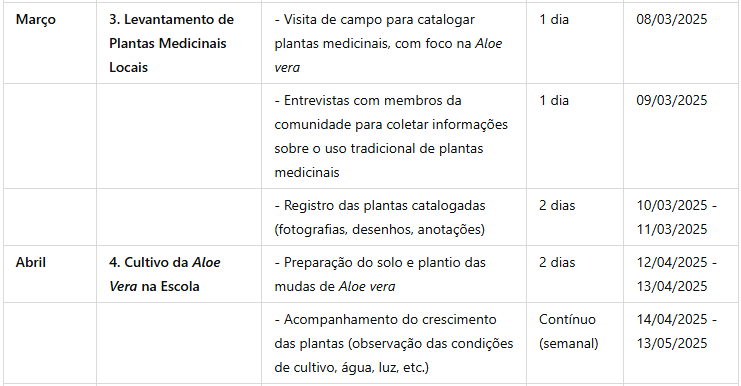 Março
3. Levantamento de
Plantas Medicinais
Locais
- Visita de campo para catalogar
plantas medicinais, com foco na Aloe
vera
1 dia
08/03/2025
- Entrevistas com membros da
comunidade para coletar informações
sobre o uso tradicional de plantas
medicinais
1 dia
09/03/2025
- Registro das plantas catalogadas
(fotografias, desenhos, anotações)
2 dias
10/03/2025 -
11/03/2025
Abril
4. Cultivo da Aloe
Vera na Escola
- Preparação do solo e plantio das
mudas de Aloe vera
2 dias
12/04/2025 -
13/04/2025
- Acompanhamento do crescimento
das plantas (observação das condições
de cultivo, água, luz, etc.)
Contínuo
(semanal)
14/04/2025 -
13/05/2025